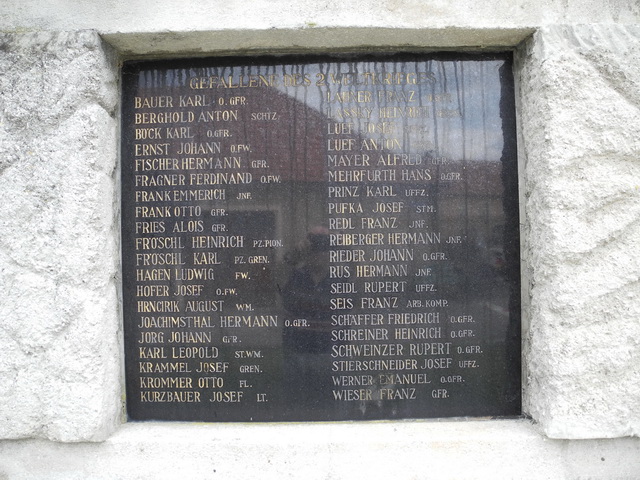 GEFALLENE DES 2. WELTKRIEGES
BAUER KARL O.GFR.
BERGHOLD ANTON SCHTZ.
BÖCK KARL O.GFR.
ERNST JOHANN O.FW.
FISCHER HERMANN GFR.
FRAGNER FERDINAND O.FW.
FRANK EMMERICH JNF.
FRANK OTTO GFR.
FRIES ALOIS GFR.
FRÖSCHL HEINRICH PZ.PION.
FRÖSCHL KARL PZ.GREN.
HAGEN LUDWIG FW.
HOFER JOSEF O.FW.
HRNCIRIK AUGUST WM.
JOACHIMSTHAL HERMANN O.GFR.
JÖRG JOHANN GFR.
KARL LEOPOLD ST.WM.
KRAMMEL JOSEF GREN.
KROMMER OTTO FL.
KURZBAUER JOSEF LT.
FRANZ
HEINRICH
LUEF JOSEF
LUEF ANTON
MAYER ALFRED GFR.
MEHRFURTH HANS O.GFR.
PRINZ KARL UFFZ.
PUFKA JOSEF STM.
REDL FRANZ JNF.
REIBERGER HERMANN JNF.
RIEDER JOHANN O.GFR.
RUS HERMANN JNF.
SEIDL RUPERT UFFZ.
SEIS FRANZ ARB.KOMP.
SCHÄFFER FRIEDRICH O.GFR.
SCHREINER HEINRICH O.GFR.
SCHWEINZER RUPERT O.GFR.
STIERSCHNEIDER JOSEF UFFZ.
WERNER EMANUEL O.GFR.
WIESER FRANZ GFR.